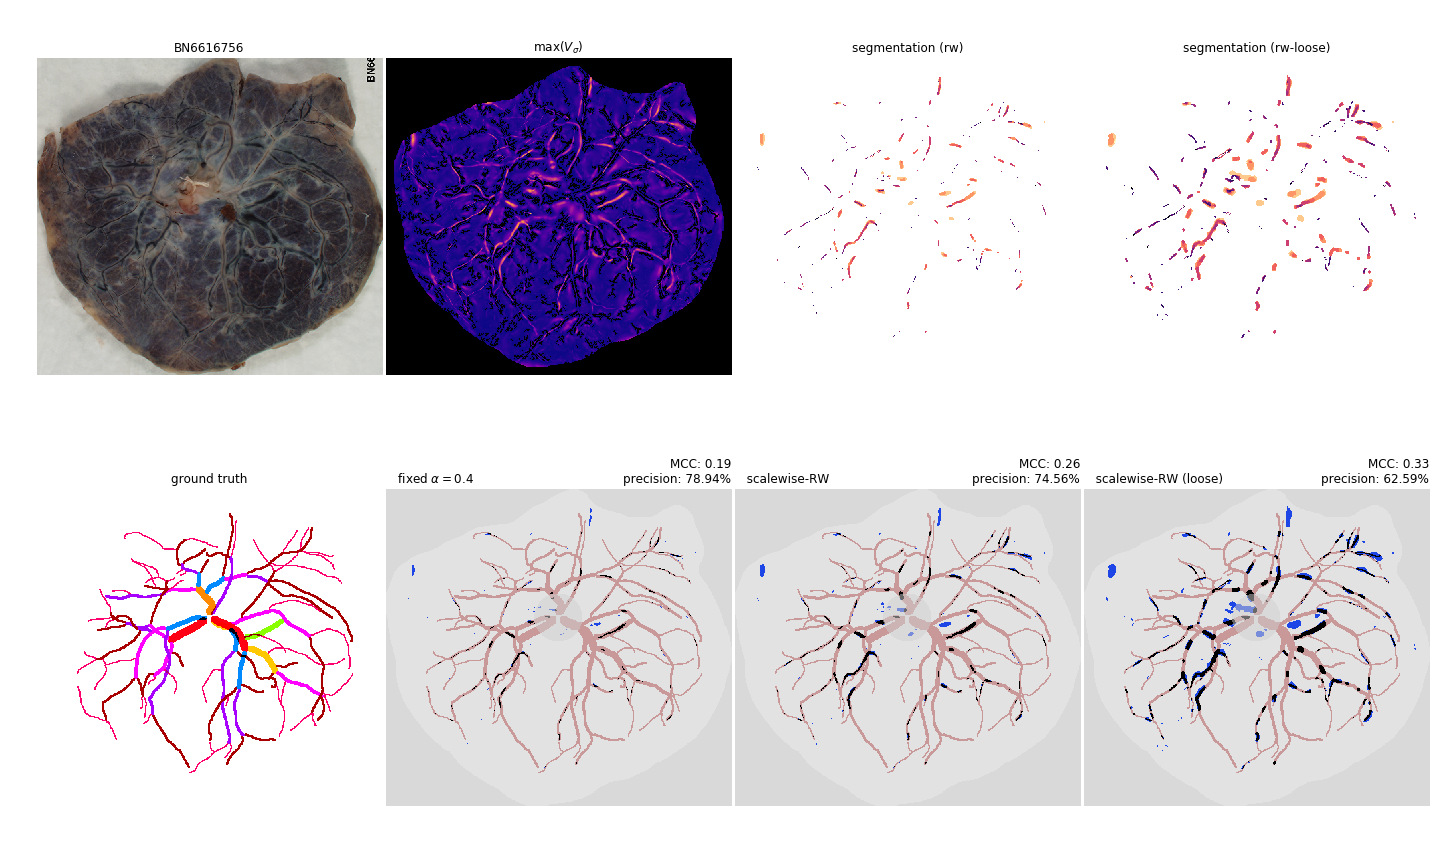 BN6616756
max(V_σ)
segmentation (rw)
segmentation (rw-loose)
BN66
ground truth
fixed α = 0.4
MCC: 0.19
precision: 78.94%
scalewise-RW
MCC: 0.26
precision: 74.56%
scalewise-RW (loose)
MCC: 0.33
precision: 62.59%